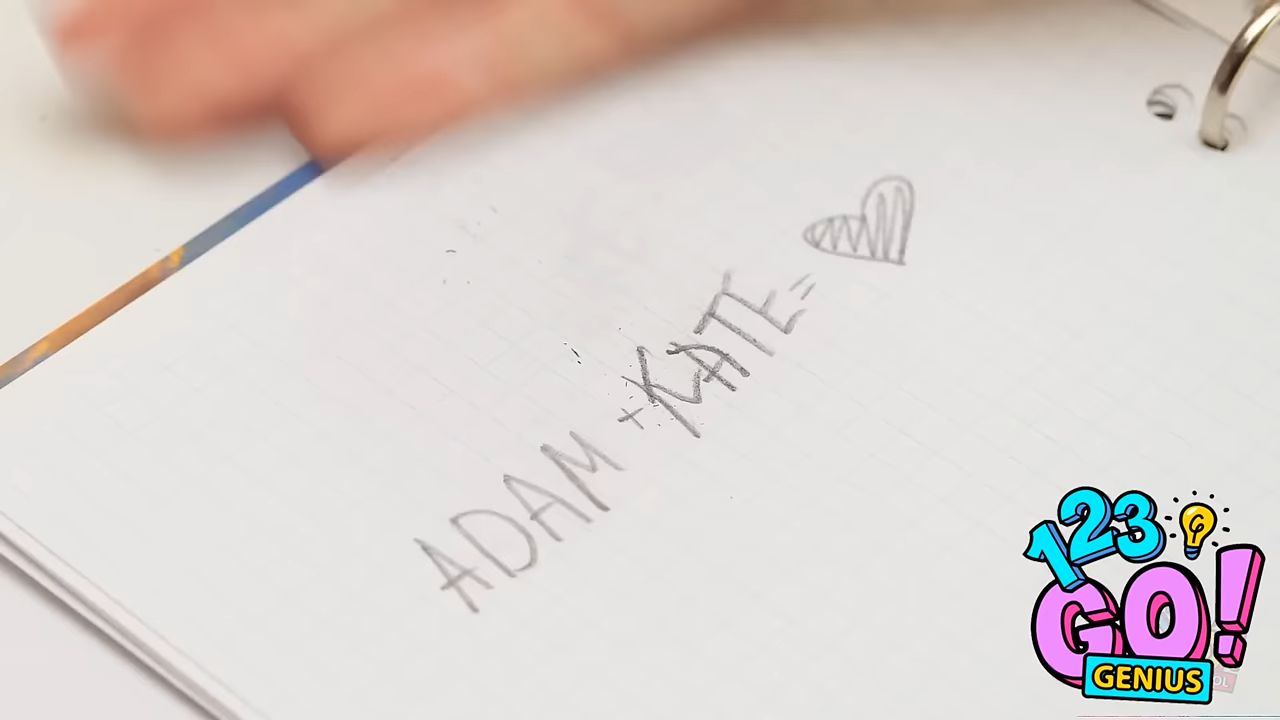 ADAM + KATE = ♥
123
GO!
GENIUS